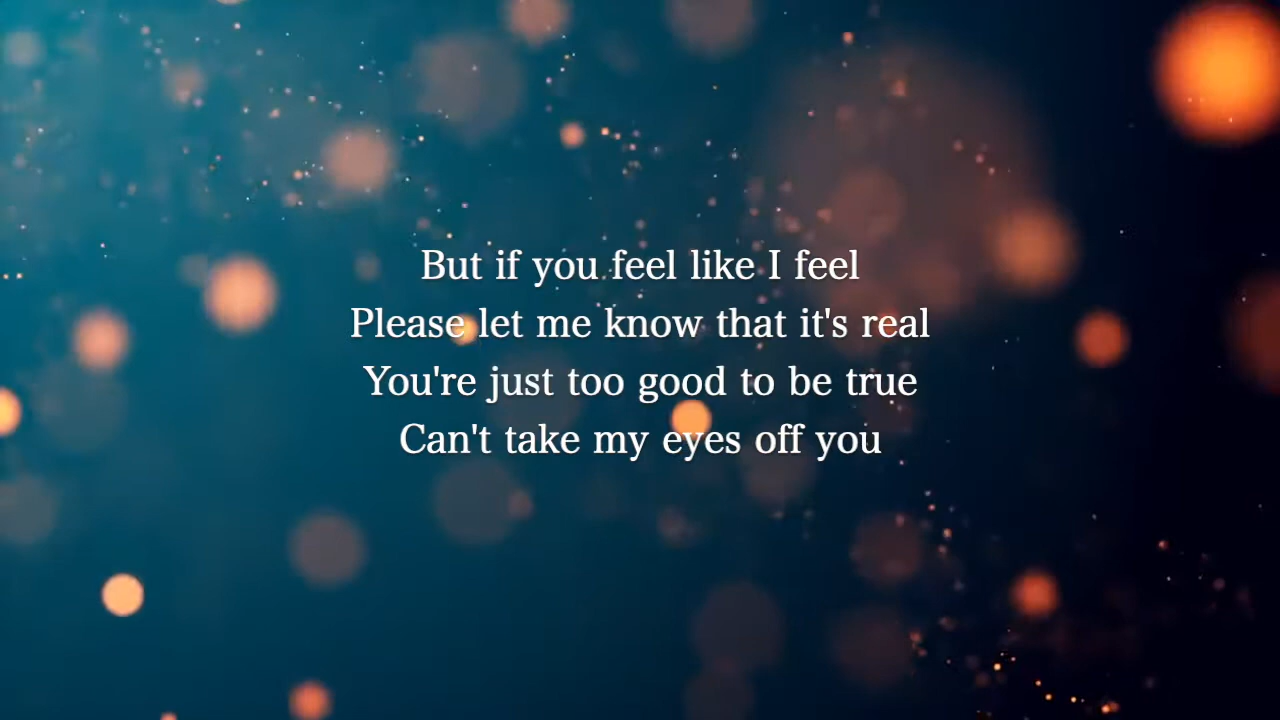 But if you feel like I feel
Please let me know that it's real
You're just too good to be true
Can't take my eyes off you